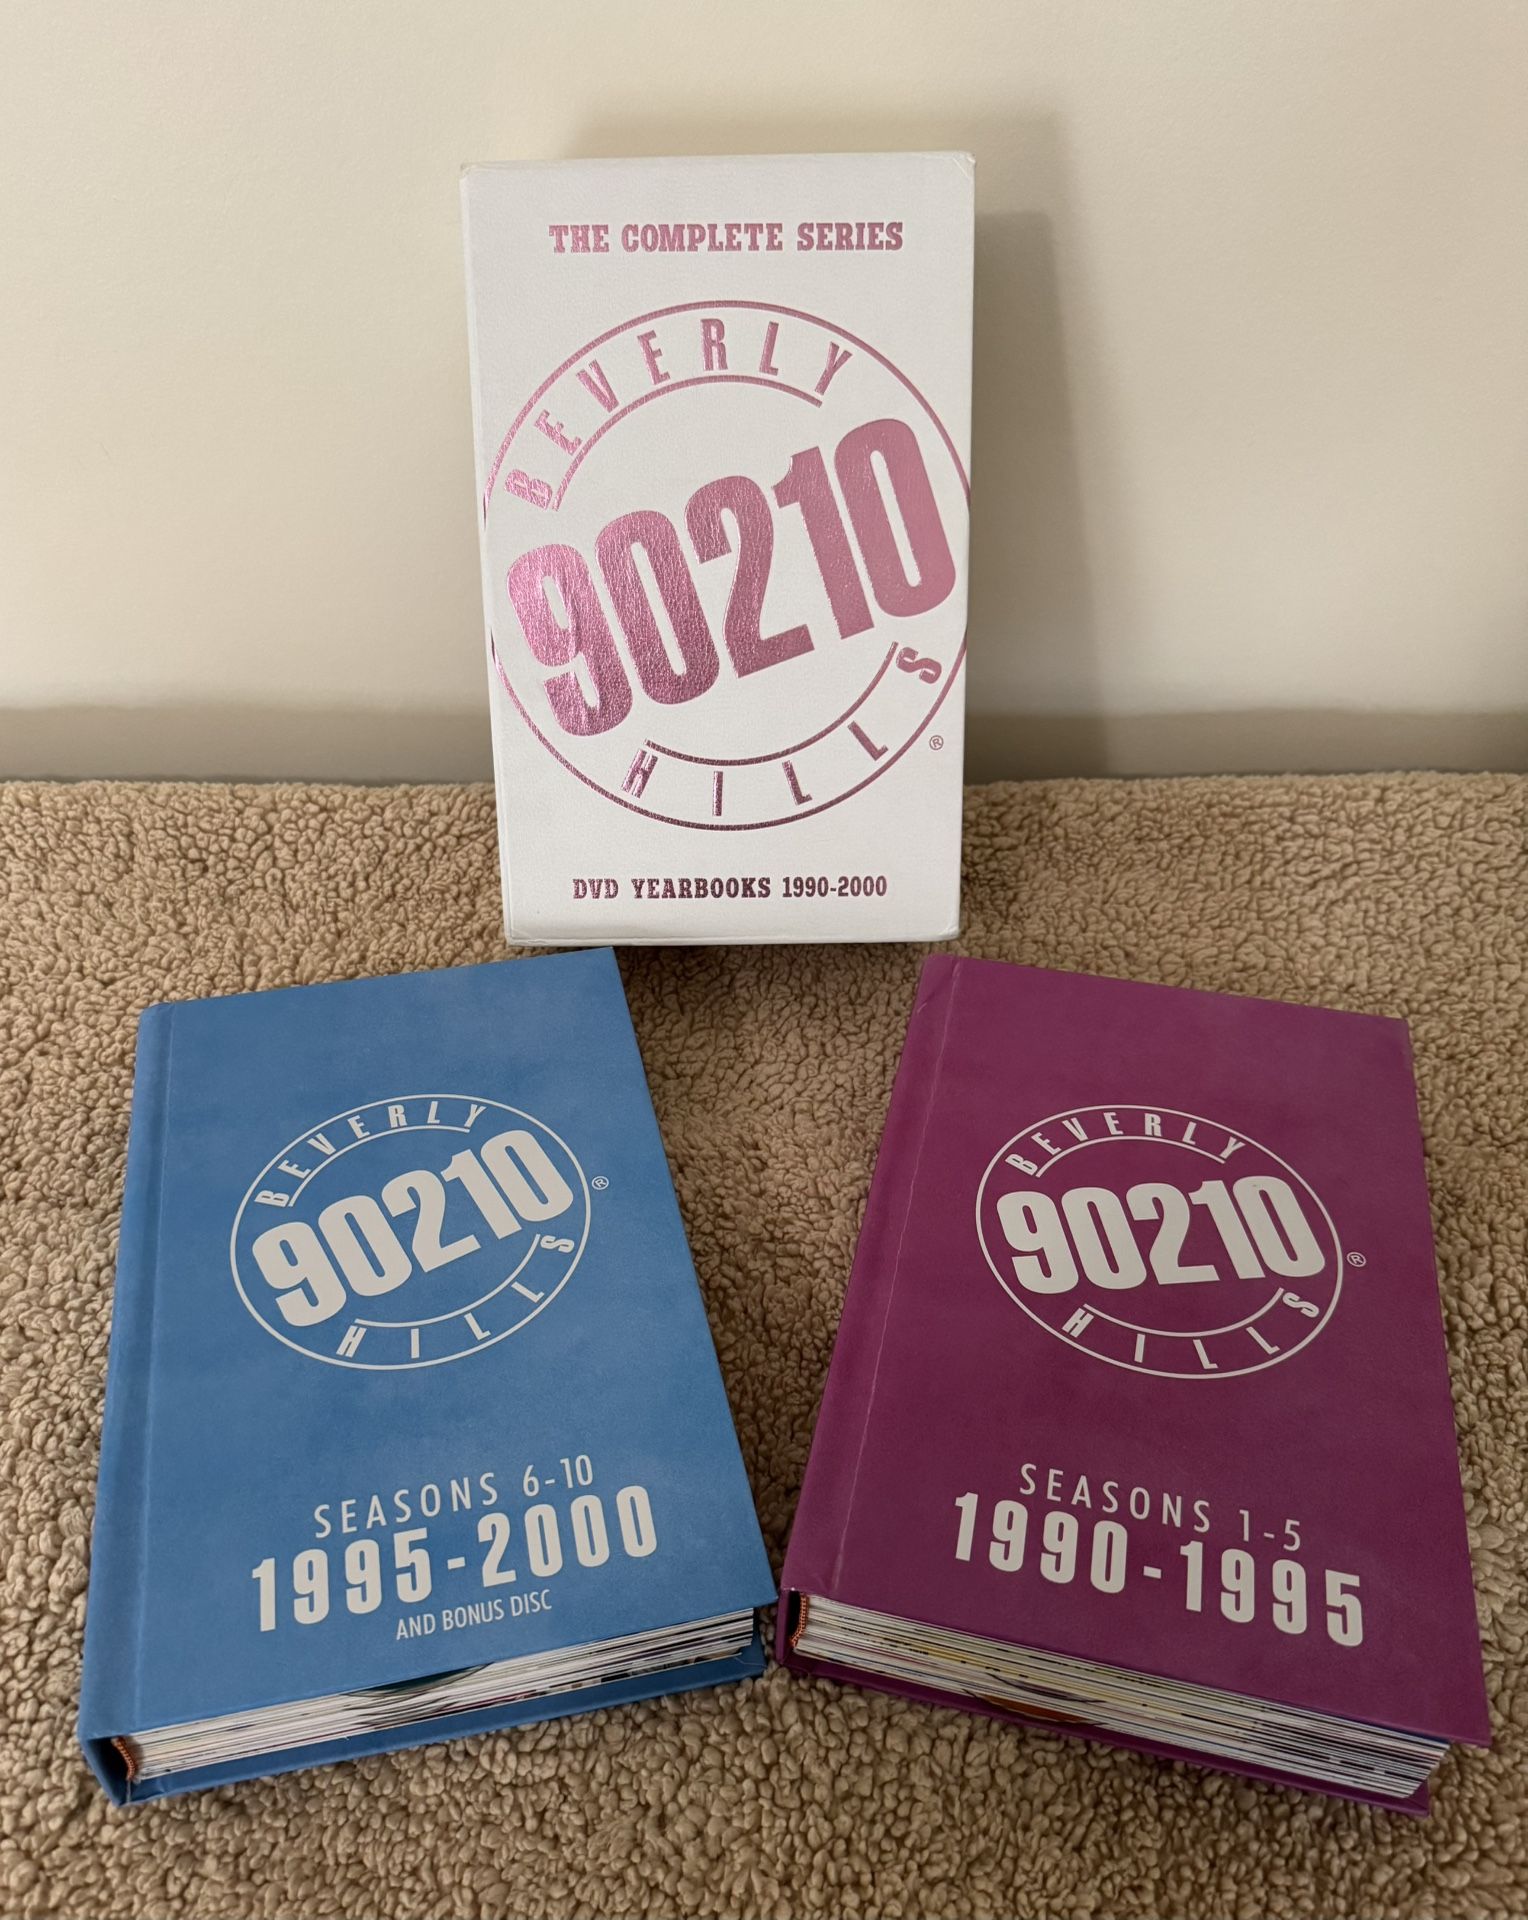 THE COMPLETE SERIES
BEVERLY
90210
HILLS
®
DVD YEARBOOKS 1990-2000
BEVERLY
90210
®
HILLS
SEASONS 6-10
1995-2000
AND BONUS DISC
BEVERLY
90210
®
HILLS
SEASONS 1-5
1990-1995